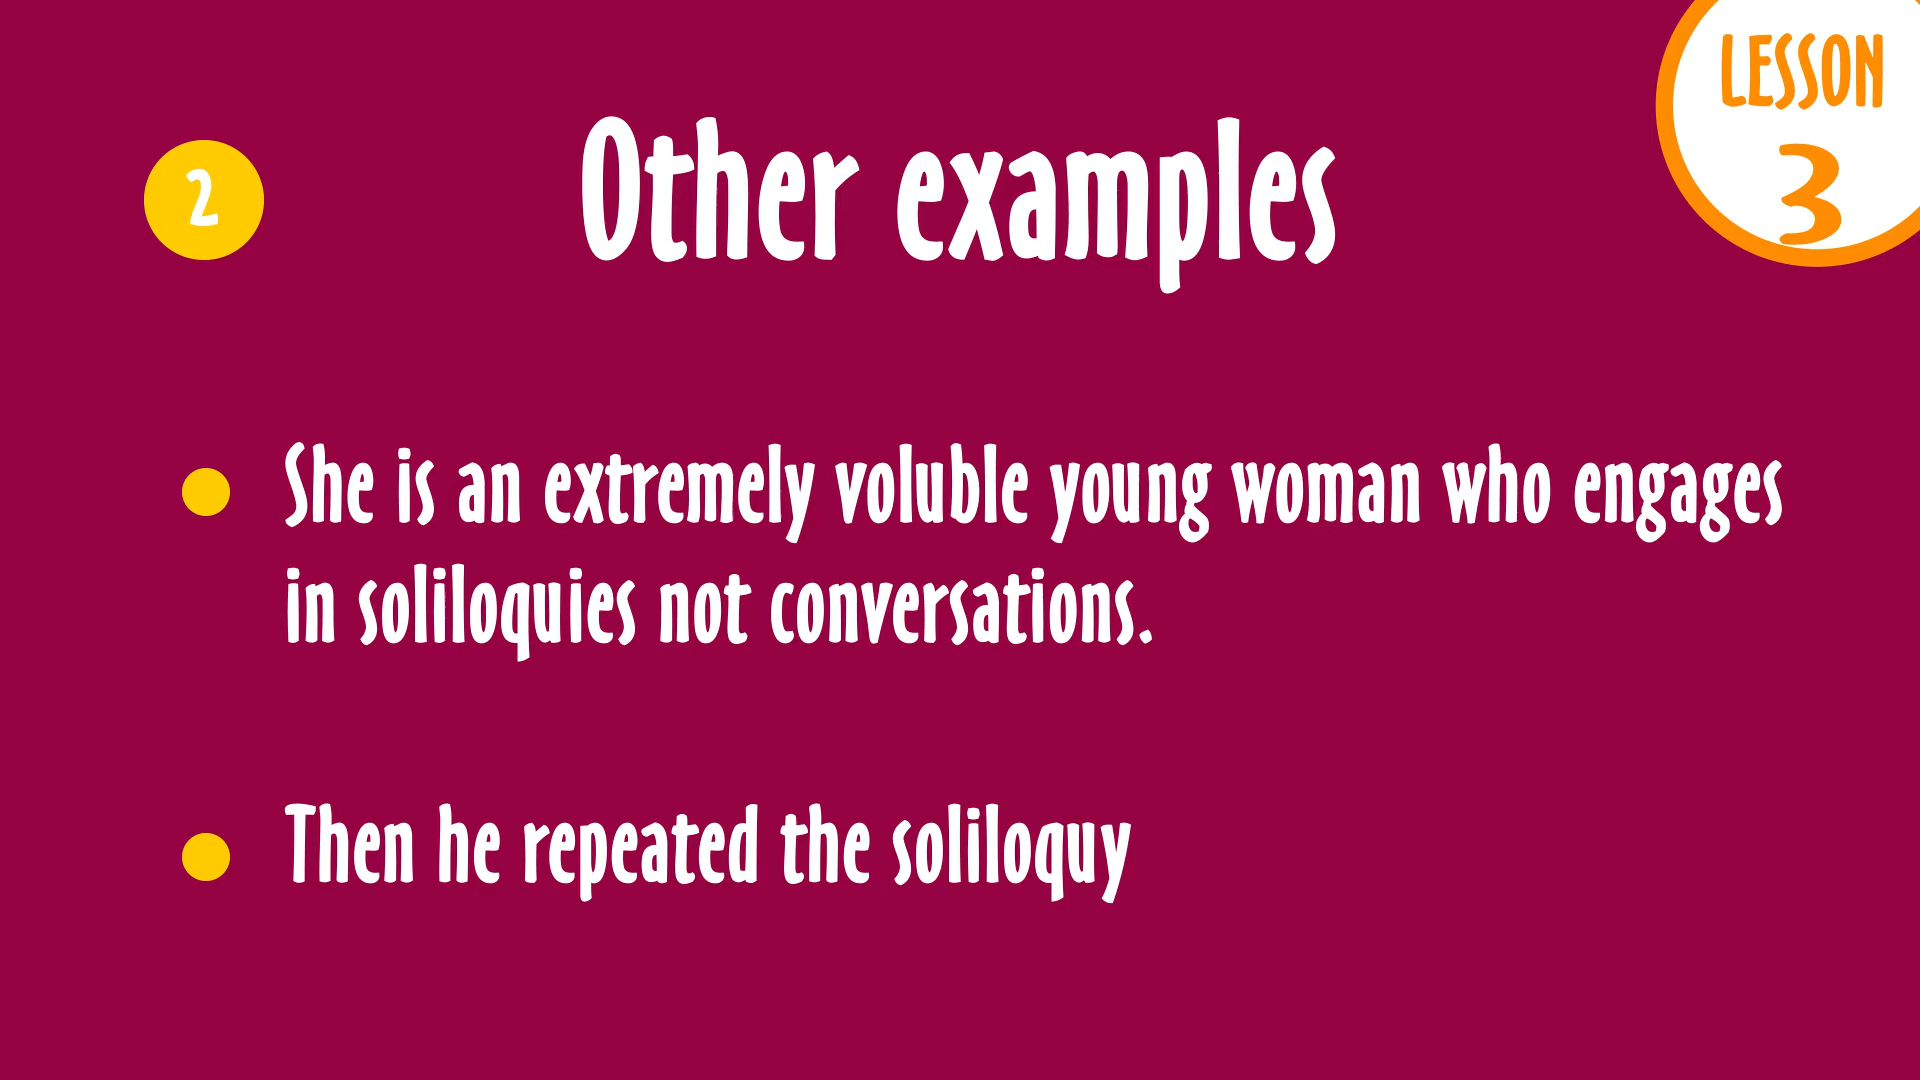 LESSON
3
2
Other examples
She is an extremely voluble young woman who engages
in soliloquies not conversations.
Then he repeated the soliloquy